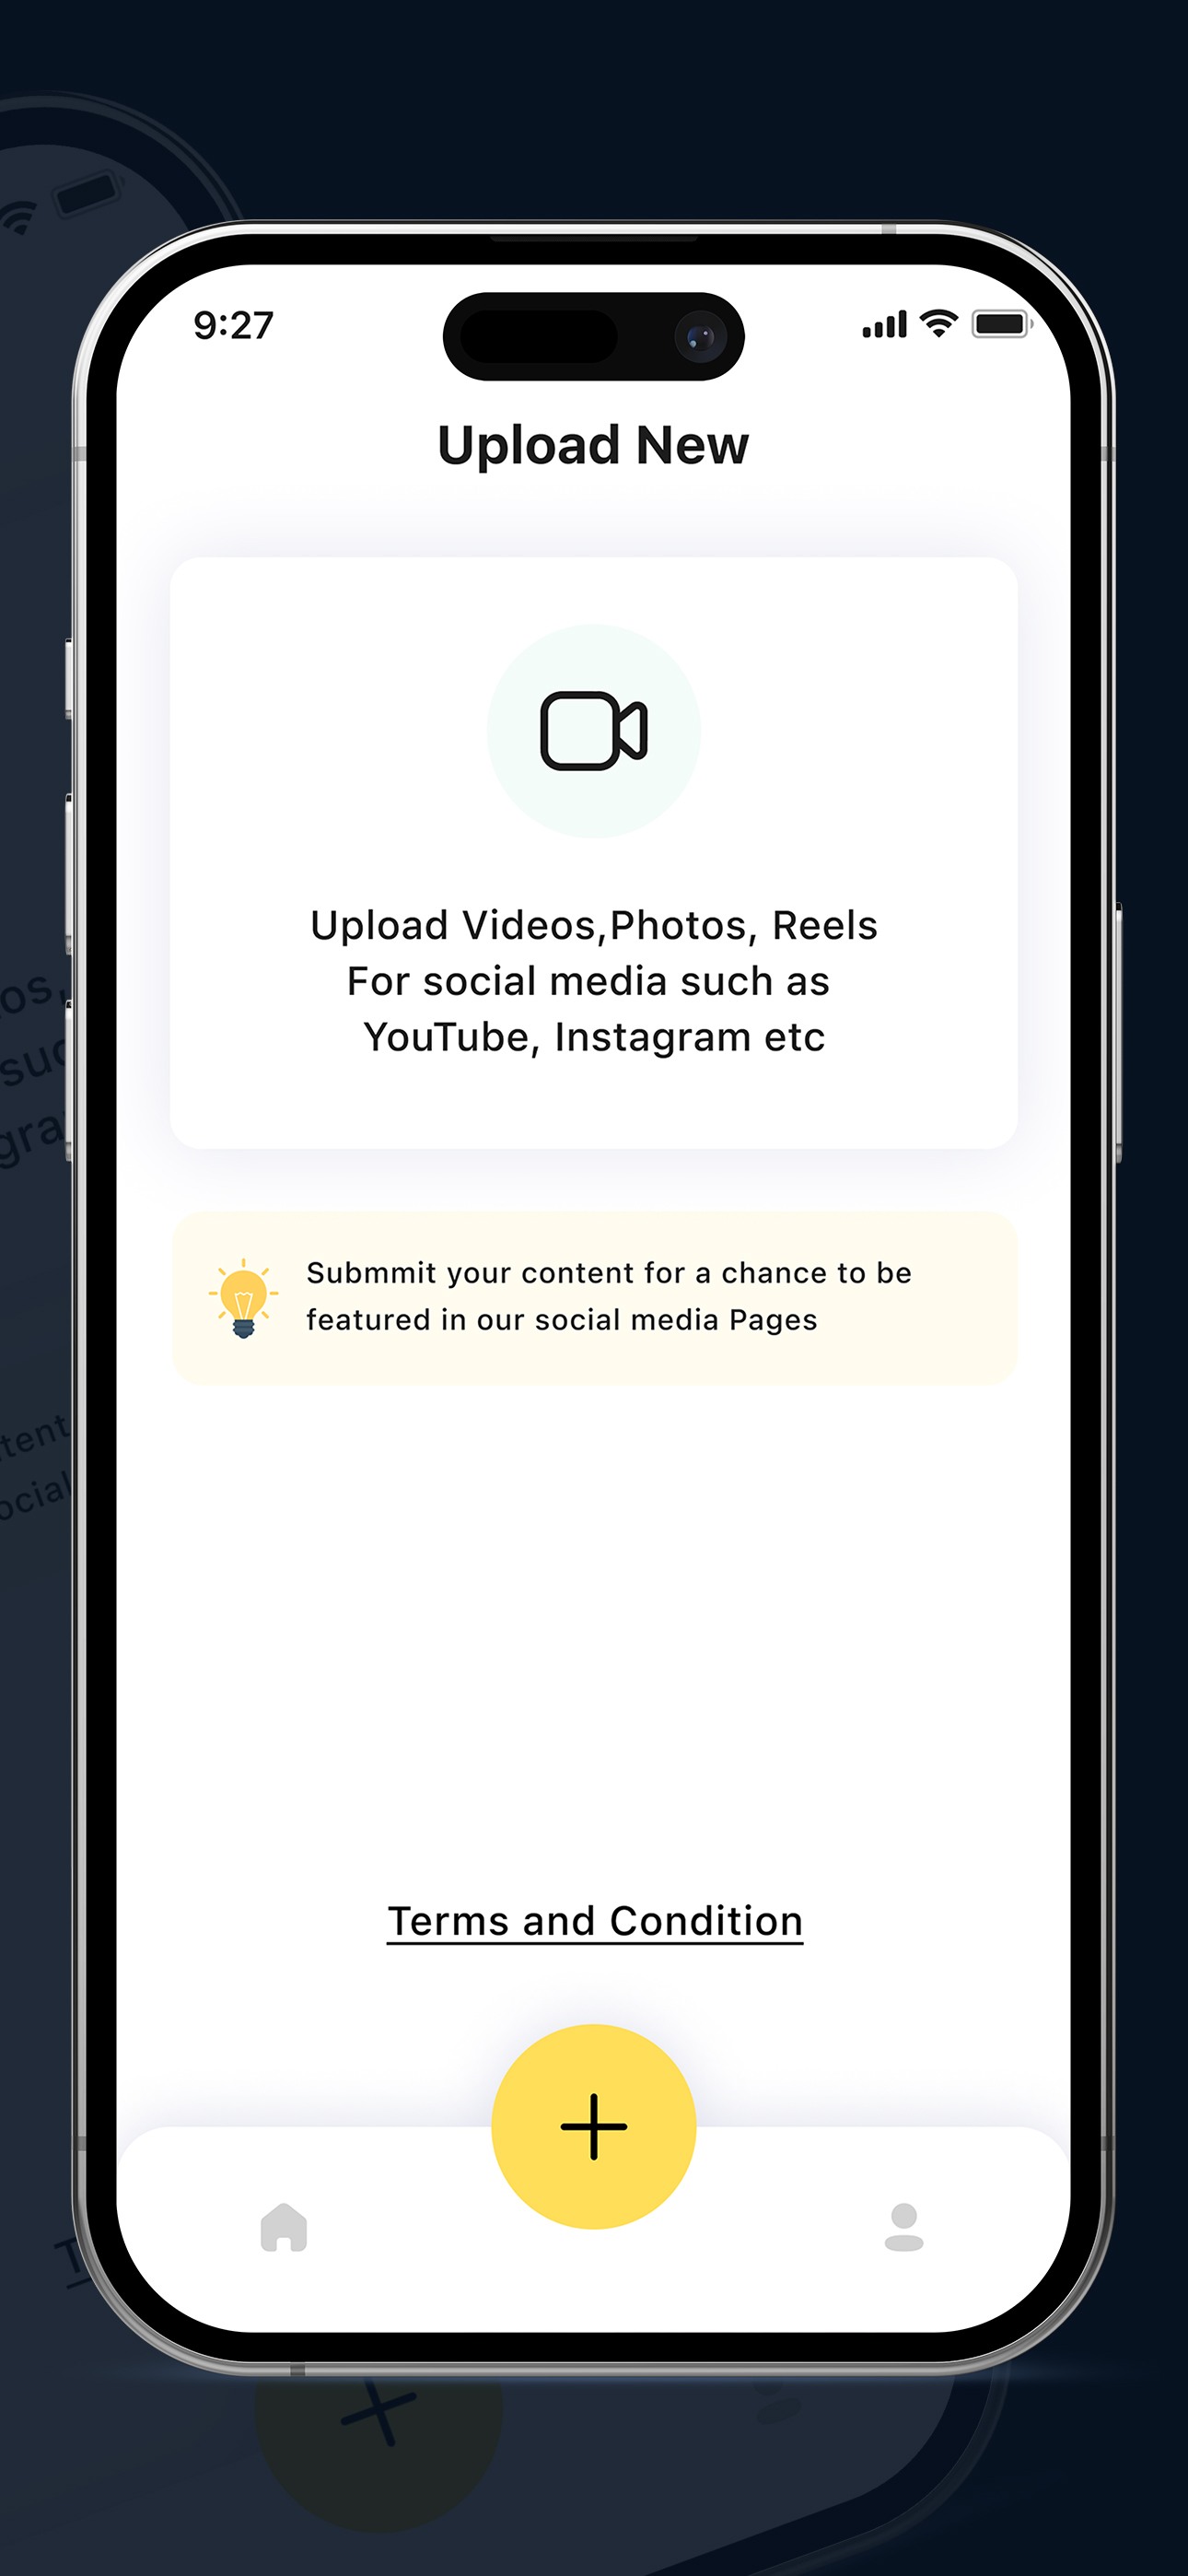 9:27
Upload New
Upload Videos,Photos, Reels
For social media such as
YouTube, Instagram etc
Submmit your content for a chance to be
featured in our social media Pages
Terms and Condition